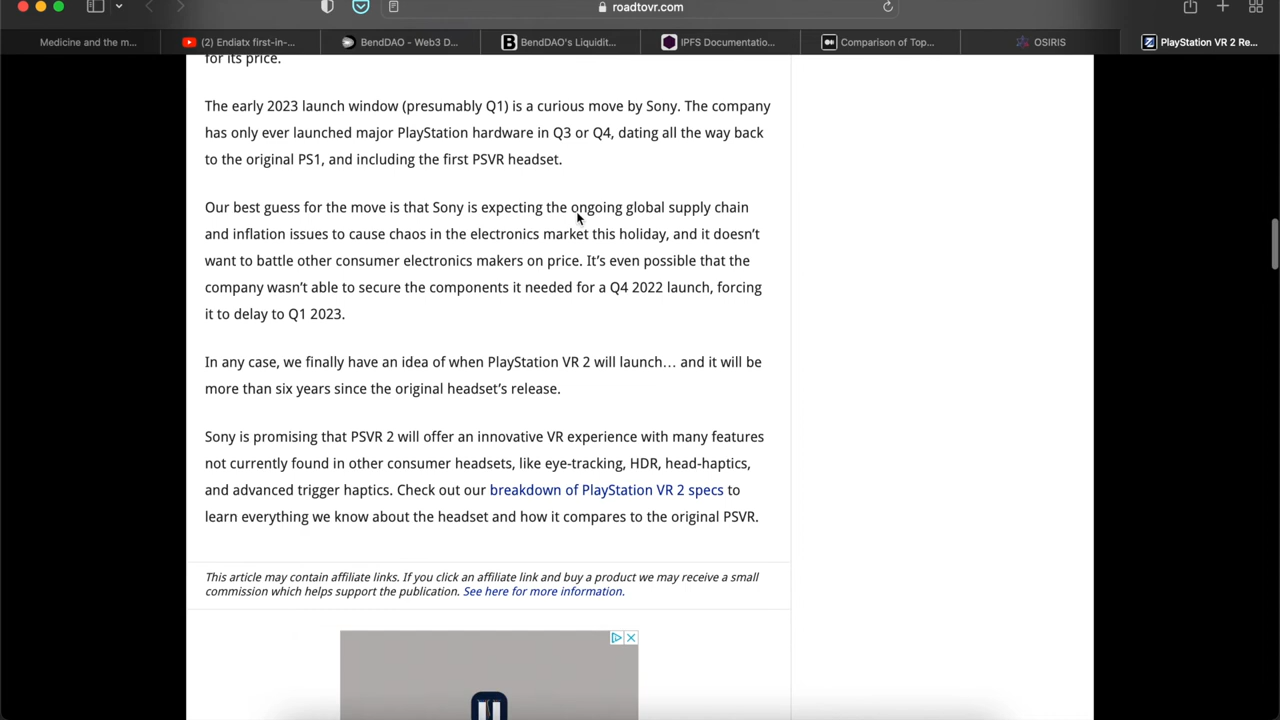 roadtovr.com
Medicine and the m...
(2) Endiatx first-in-...
BendDAO - Web3 D...
BendDAO's Liquidit...
IPFS Documentatio...
Comparison of Top...
OSIRIS
PlayStation VR 2 Re...
for its price.
The early 2023 launch window (presumably Q1) is a curious move by Sony. The company
has only ever launched major PlayStation hardware in Q3 or Q4, dating all the way back
to the original PS1, and including the first PSVR headset.
Our best guess for the move is that Sony is expecting the ongoing global supply chain
and inflation issues to cause chaos in the electronics market this holiday, and it doesn’t
want to battle other consumer electronics makers on price. It’s even possible that the
company wasn’t able to secure the components it needed for a Q4 2022 launch, forcing
it to delay to Q1 2023.
In any case, we finally have an idea of when PlayStation VR 2 will launch… and it will be
more than six years since the original headset’s release.
Sony is promising that PSVR 2 will offer an innovative VR experience with many features
not currently found in other consumer headsets, like eye-tracking, HDR, head-haptics,
and advanced trigger haptics. Check out our breakdown of PlayStation VR 2 specs to
learn everything we know about the headset and how it compares to the original PSVR.
This article may contain affiliate links. If you click an affiliate link and buy a product we may receive a small
commission which helps support the publication. See here for more information.